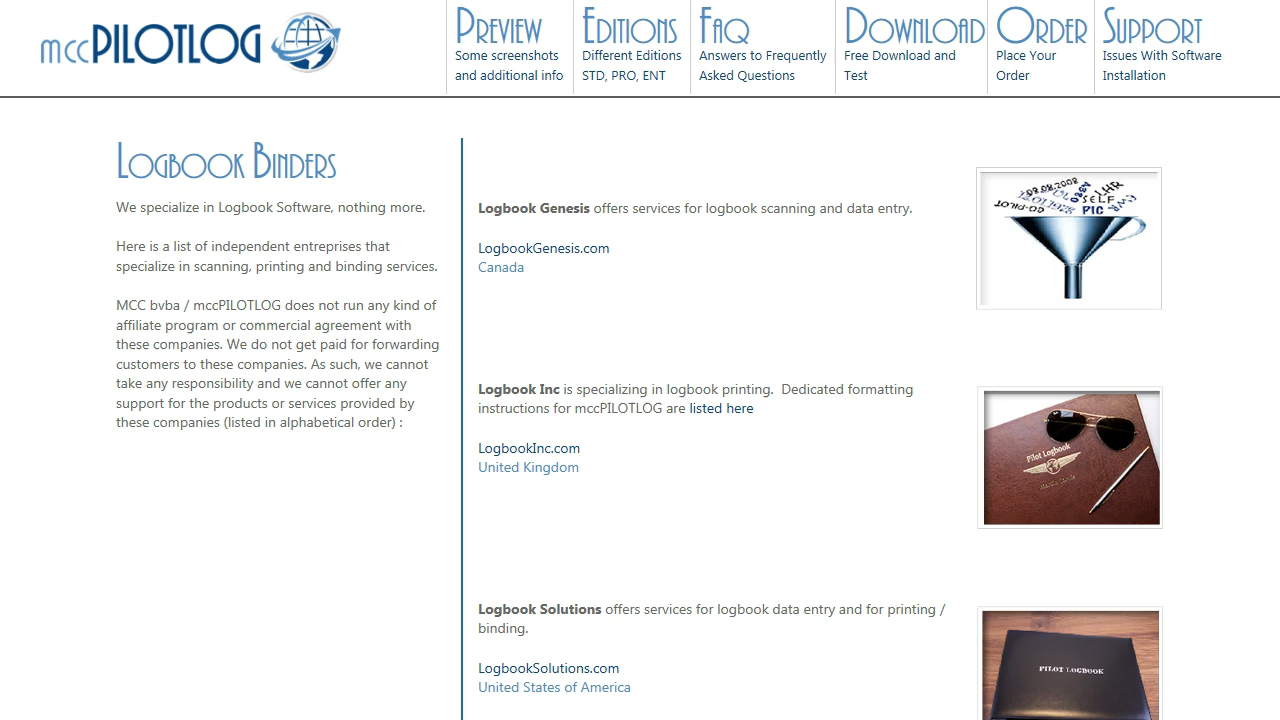 mccPILOTLOG
Preview
Some screenshots
and additional info
Editions
Different Editions
STD, PRO, ENT
Faq
Answers to Frequently
Asked Questions
Download
Free Download and
Test
Order
Place Your
Order
Support
Issues With Software
Installation
Logbook Binders
We specialize in Logbook Software, nothing more.
Here is a list of independent entreprises that
specialize in scanning, printing and binding services.
MCC bvba / mccPILOTLOG does not run any kind of
affiliate program or commercial agreement with
these companies. We do not get paid for forwarding
customers to these companies. As such, we cannot
take any responsibility and we cannot offer any
support for the products or services provided by
these companies (listed in alphabetical order) :
Logbook Genesis offers services for logbook scanning and data entry.
LogbookGenesis.com
Canada
08.08.2008
LHR
A320
SELF
CO-PILOT
PIC
Logbook Inc is specializing in logbook printing.  Dedicated formatting
instructions for mccPILOTLOG are listed here
LogbookInc.com
United Kingdom
Pilot Logbook
Logbook Solutions offers services for logbook data entry and for printing /
binding.
LogbookSolutions.com
United States of America
PILOT LOGBOOK